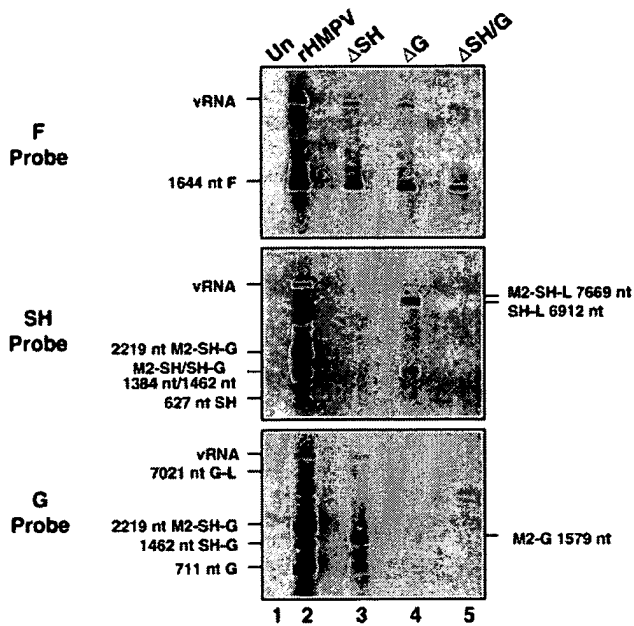 Un rHMPV ΔSH ΔG ΔSH/G
F
Probe
vRNA
1644 nt F
SH
Probe
vRNA
2219 nt M2-SH-G
M2-SH/SH-G
1384 nt/1462 nt
627 nt SH
M2-SH-L 7669 nt
SH-L 6912 nt
G
Probe
vRNA
7021 nt G-L
2219 nt M2-SH-G
1462 nt SH-G
711 nt G
M2-G 1579 nt
1 2 3 4 5